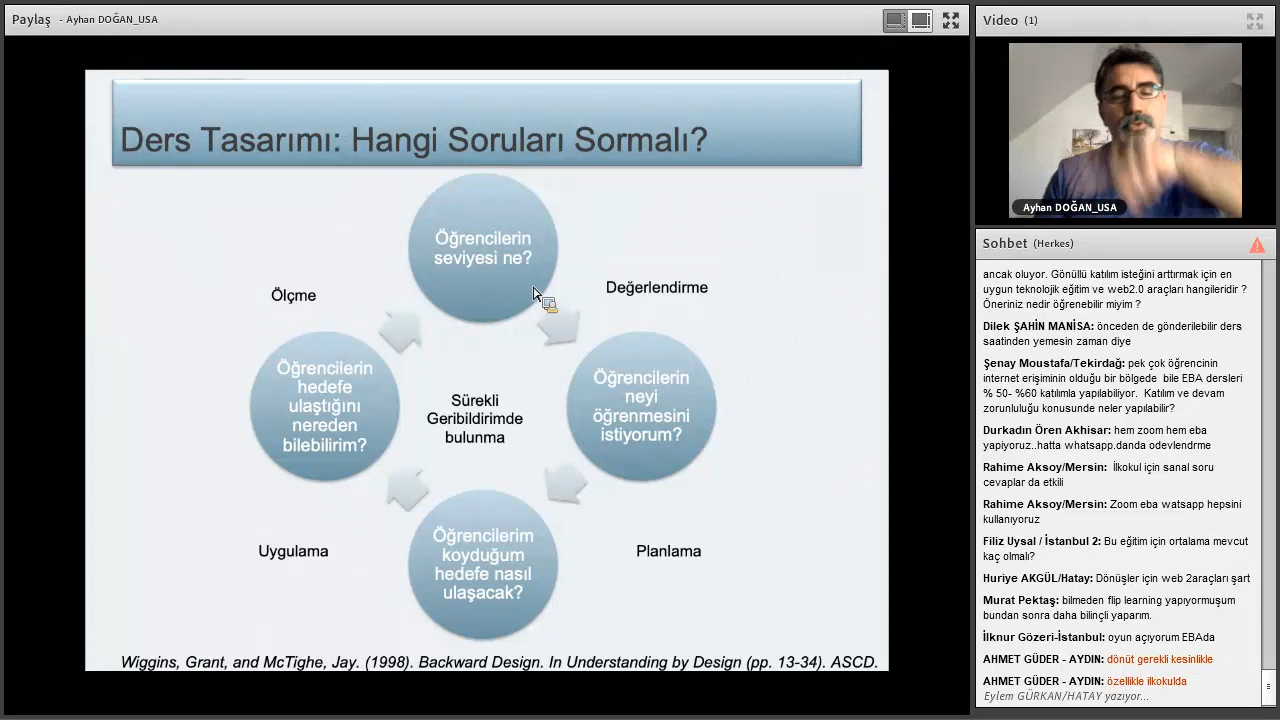 Paylaş - Ayhan DOĞAN_USA
Ders Tasarımı: Hangi Soruları Sormalı?
Öğrencilerin
seviyesi ne?
Değerlendirme
Ölçme
Öğrencilerin
neyi
öğrenmesini
istiyorum?
Öğrencilerin
hedefe
ulaştığını
nereden
bilebilirim?
Sürekli
Geribildirimde
bulunma
Uygulama
Planlama
Öğrencilerim
koyduğum
hedefe nasıl
ulaşacak?
Wiggins, Grant, and McTighe, Jay. (1998). Backward Design. In Understanding by Design (pp. 13-34). ASCD.
Video (1)
Ayhan DOĞAN_USA
Sohbet (Herkes)
ancak oluyor. Gönüllü katılım isteğini arttırmak için en
uygun teknolojik eğitim ve web2.0 araçları hangileridir ?
Öneriniz nedir öğrenebilir miyim ?
Dilek ŞAHİN MANİSA: önceden de gönderilebilir ders
saatinden yemesin zaman diye
Şenay Moustafa/Tekirdağ: pek çok öğrencinin
internet erişiminin olduğu bir bölgede bile EBA dersleri
% 50- %60 katılımla yapılabiliyor. Katılım ve devam
zorunluluğu konusunde neler yapılabilir?
Durkadın Ören Akhisar: hem zoom hem eba
yapiyoruz..hatta whatsapp.danda odevlendrme
Rahime Aksoy/Mersin: İlkokul için sanal soru
cevaplar da etkili
Rahime Aksoy/Mersin: Zoom eba watsapp hepsini
kullanıyoruz
Filiz Uysal / İstanbul 2: Bu eğitim için ortalama mevcut
kaç olmalı?
Huriye AKGÜL/Hatay: Dönüşler için web 2araçları şart
Murat Pektaş: bilmeden flip learning yapıyormuşum
bundan sonra daha bilinçli yaparım.
İlknur Gözeri-İstanbul: oyun açıyorum EBAda
AHMET GÜDER - AYDIN: dönüt gerekli kesinlikle
AHMET GÜDER - AYDIN: özellikle ilkokulda
Eylem GÜRKAN/HATAY yazıyor...